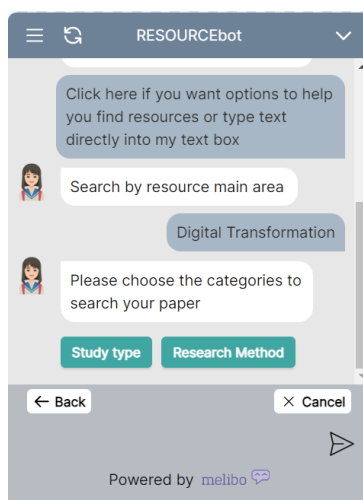 RESOURCEbot
Click here if you want options to help
you find resources or type text
directly into my text box
Search by resource main area
Digital Transformation
Please choose the categories to
search your paper
Study type Research Method
Back Cancel
Powered by melibo